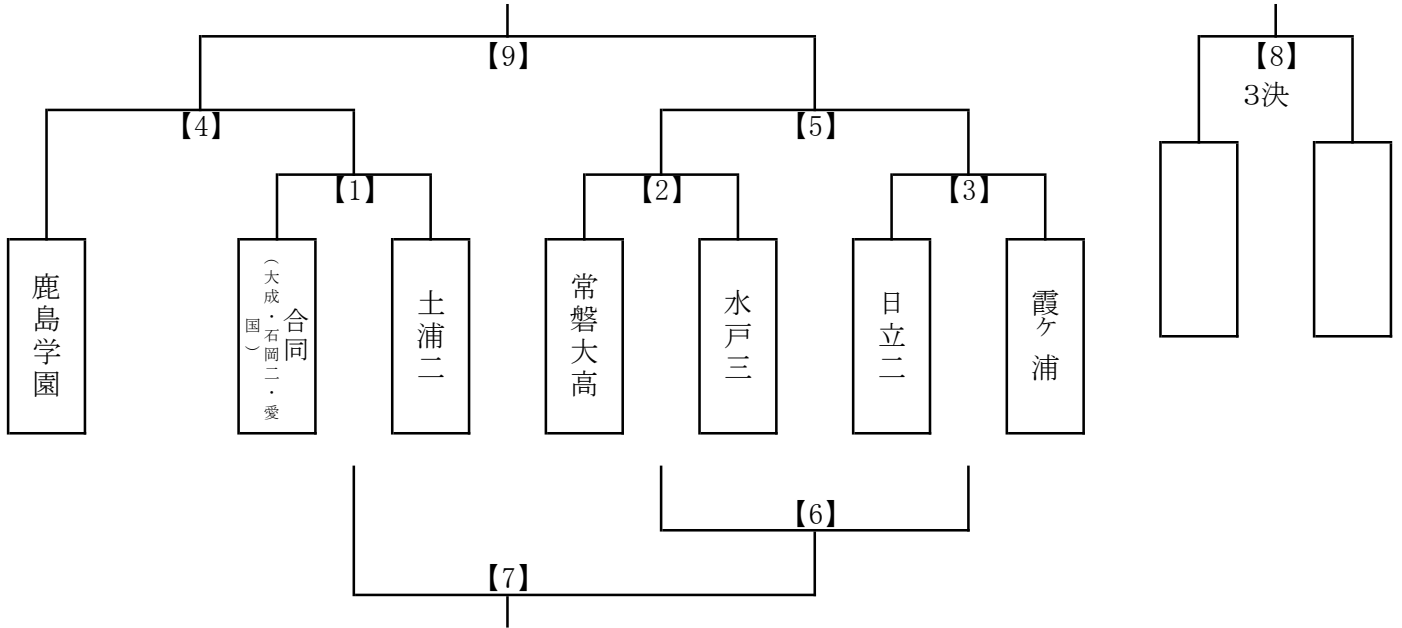 【9】
【8】
3決
【4】
【5】
【1】
【2】
【3】
鹿島学園
合同
（大成・石岡二・愛
国）
土浦二
常磐大高
水戸三
日立二
霞ケ浦
【6】
【7】